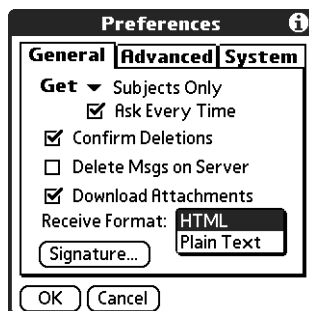 Preferences i
General Advanced System
Get Subjects Only
Ask Every Time
Confirm Deletions
Delete Msgs on Server
Download Attachments
Receive Format: HTML
Plain Text
Signature...
OK Cancel